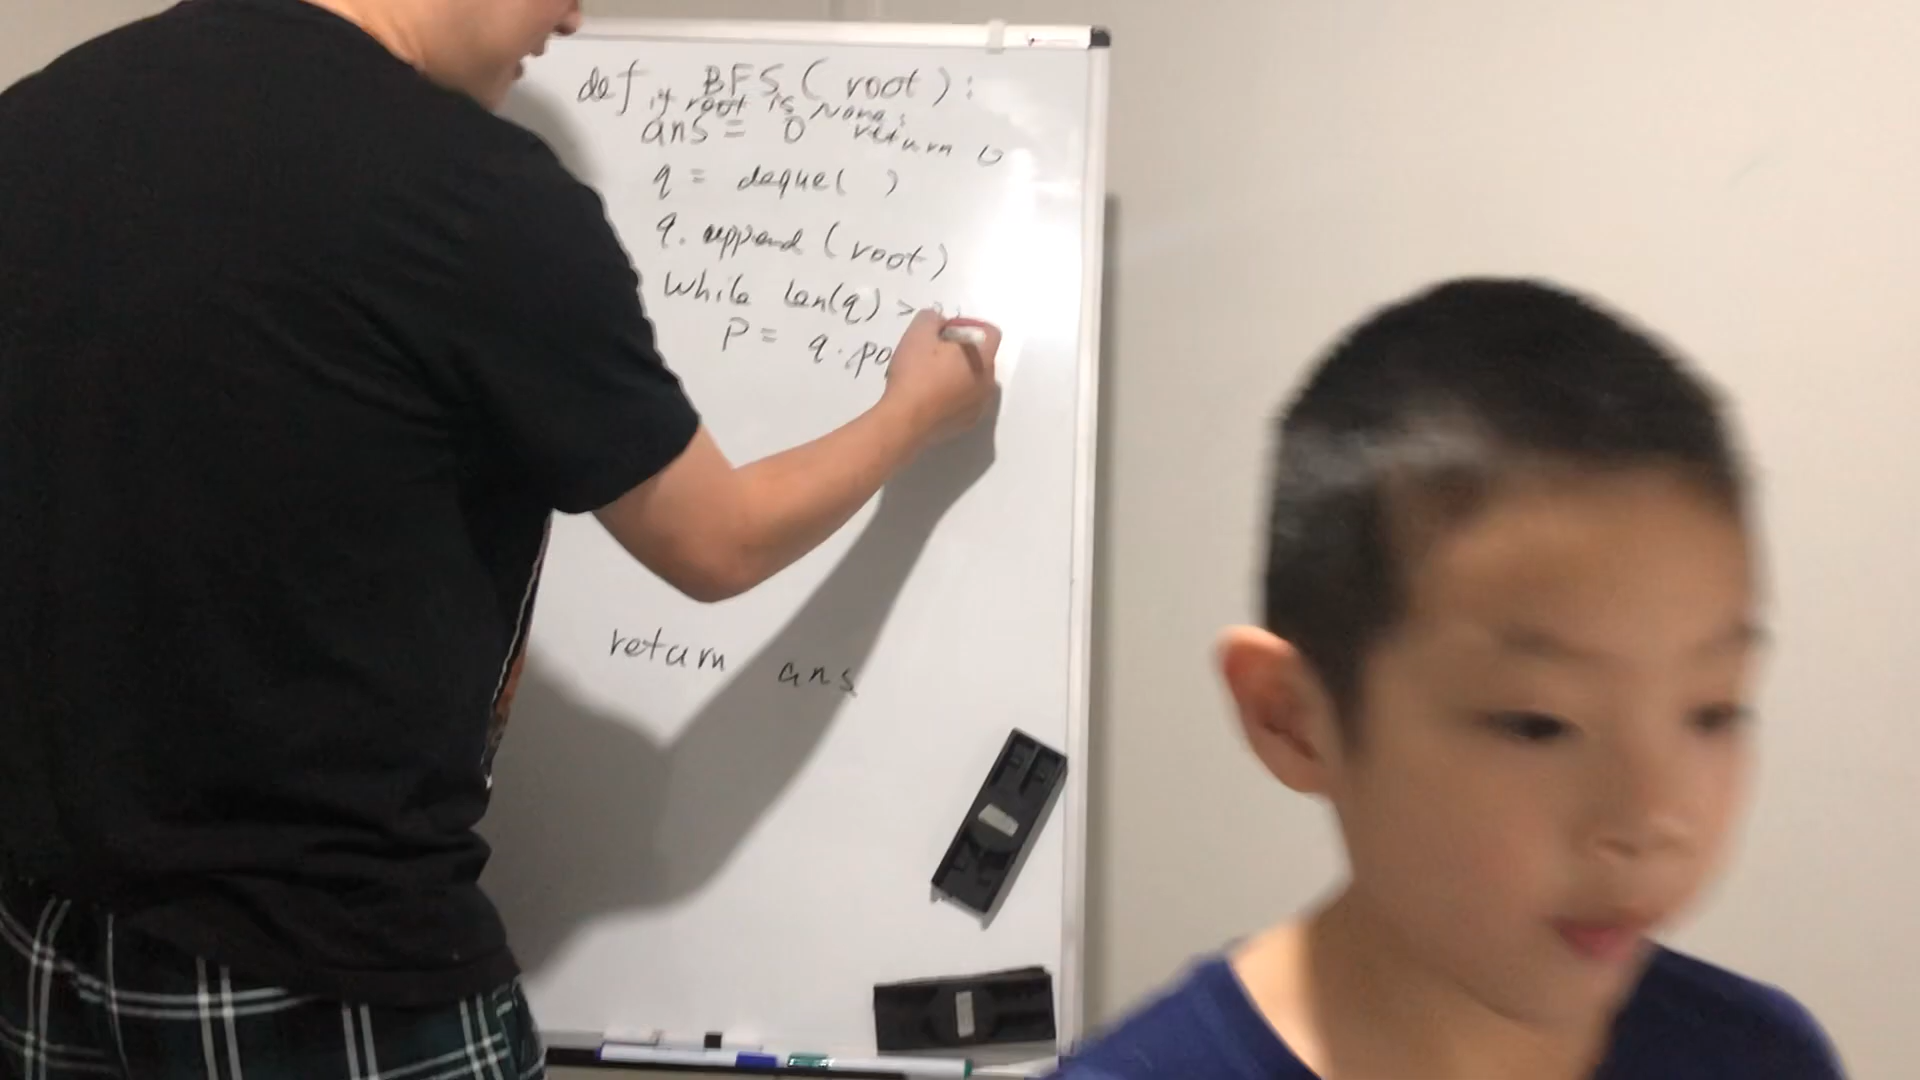 def BFS(root):
if root is None:
return 0
ans = 0
q = deque()
q.append(root)
while len(q) >
p = q.po
return ans